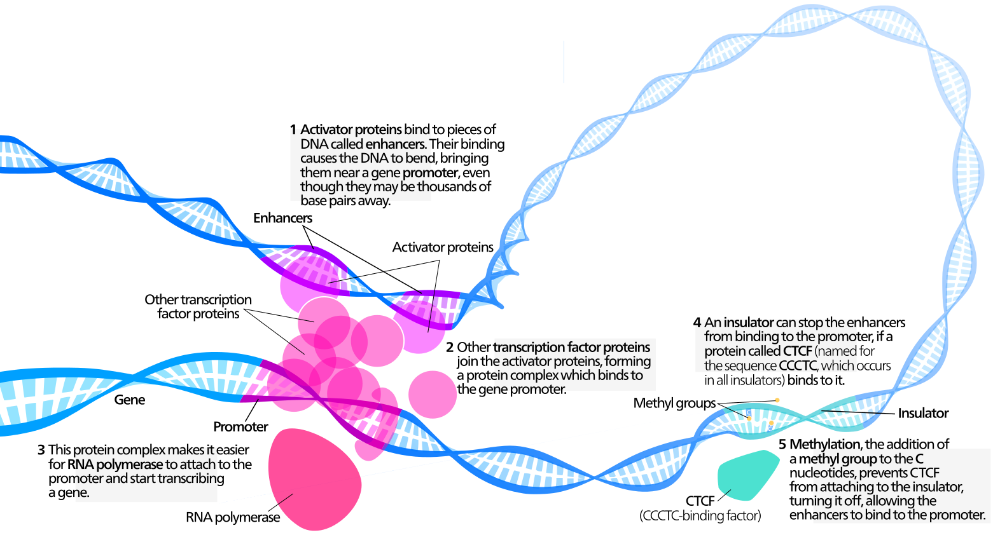 1 Activator proteins bind to pieces of
DNA called enhancers. Their binding
causes the DNA to bend, bringing
them near a gene promoter, even
though they may be thousands of
base pairs away.
Enhancers
Activator proteins
Other transcription
factor proteins
2 Other transcription factor proteins
join the activator proteins, forming
a protein complex which binds to
the gene promoter.
4 An insulator can stop the enhancers
from binding to the promoter, if a
protein called CTCF (named for
the sequence CCCTC, which occurs
in all insulators) binds to it.
Gene
Promoter
Methyl groups
C
C
Insulator
3 This protein complex makes it easier
for RNA polymerase to attach to the
promoter and start transcribing
a gene.
RNA polymerase
CTCF
(CCCTC-binding factor)
5 Methylation, the addition of
a methyl group to the C
nucleotides, prevents CTCF
from attaching to the insulator,
turning it off, allowing the
enhancers to bind to the promoter.